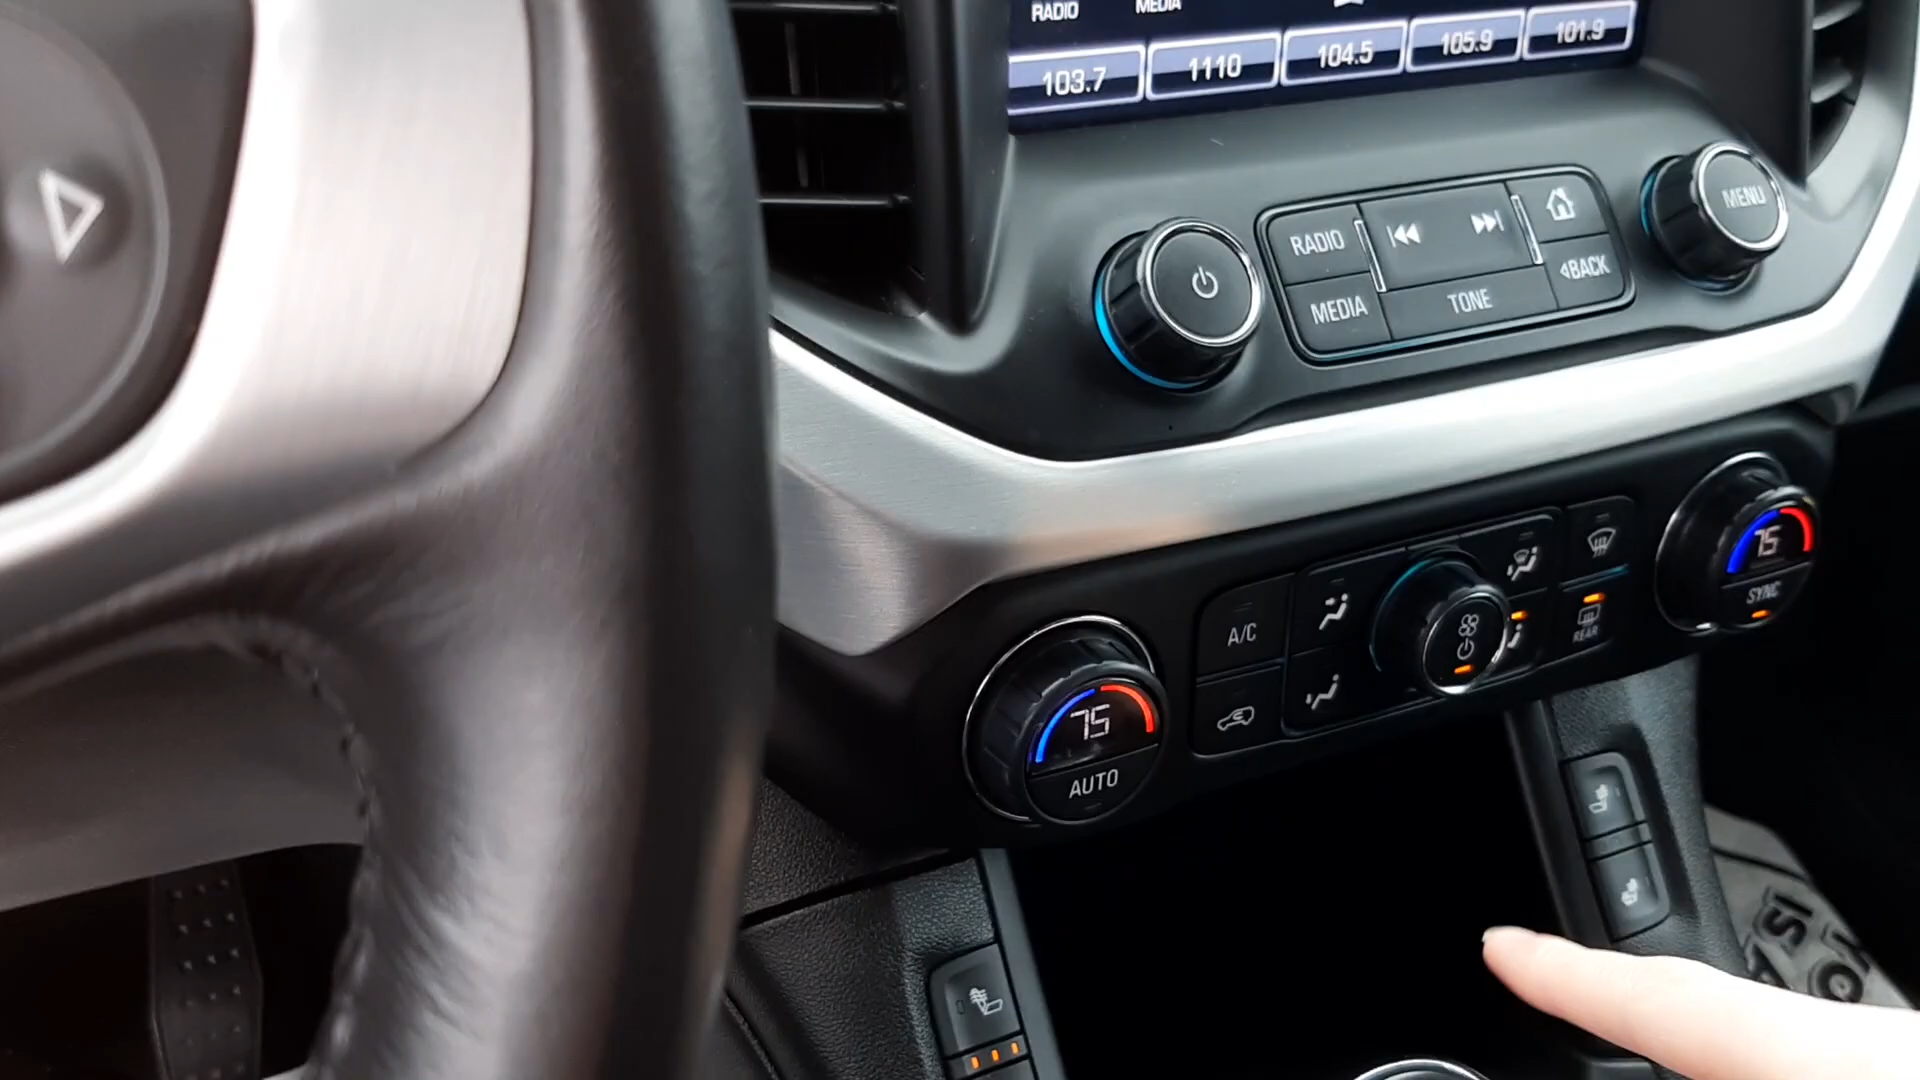 RADIO MEDIA
103.7 1110 104.5 105.9 101.9
MENU
RADIO
BACK
MEDIA TONE
75
SYNC
A/C
REAR
75
AUTO